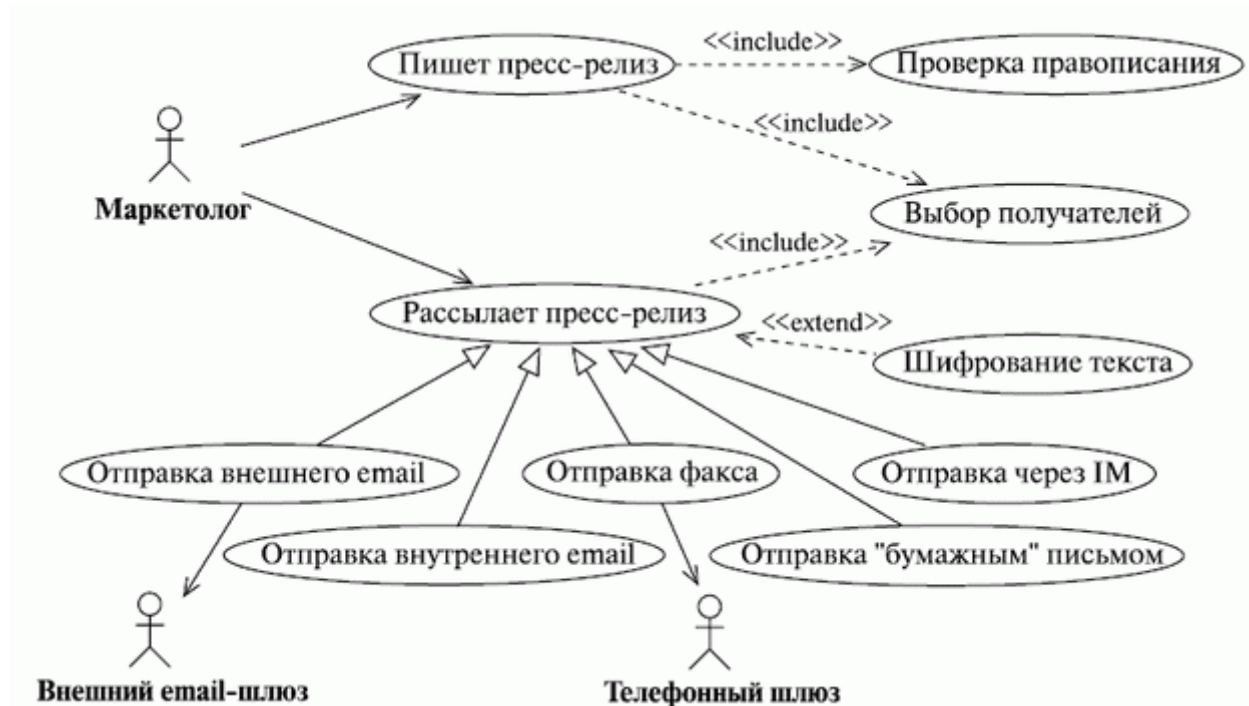 <<include>>
Пишет пресс-релиз
Проверка правописания
<<include>>
Маркетолог
Выбор получателей
<<include>>
Рассылает пресс-релиз
<<extend>>
Шифрование текста
Отправка внешнего email
Отправка факса
Отправка через IM
Отправка внутреннего email
Отправка "бумажным" письмом
Внешний email-шлюз
Телефонный шлюз